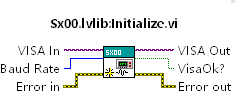 Sx00.lvlib:Initialize.vi
VISA In
SX00
VISA Out
Baud Rate
VisaOk?
Error in
Error out